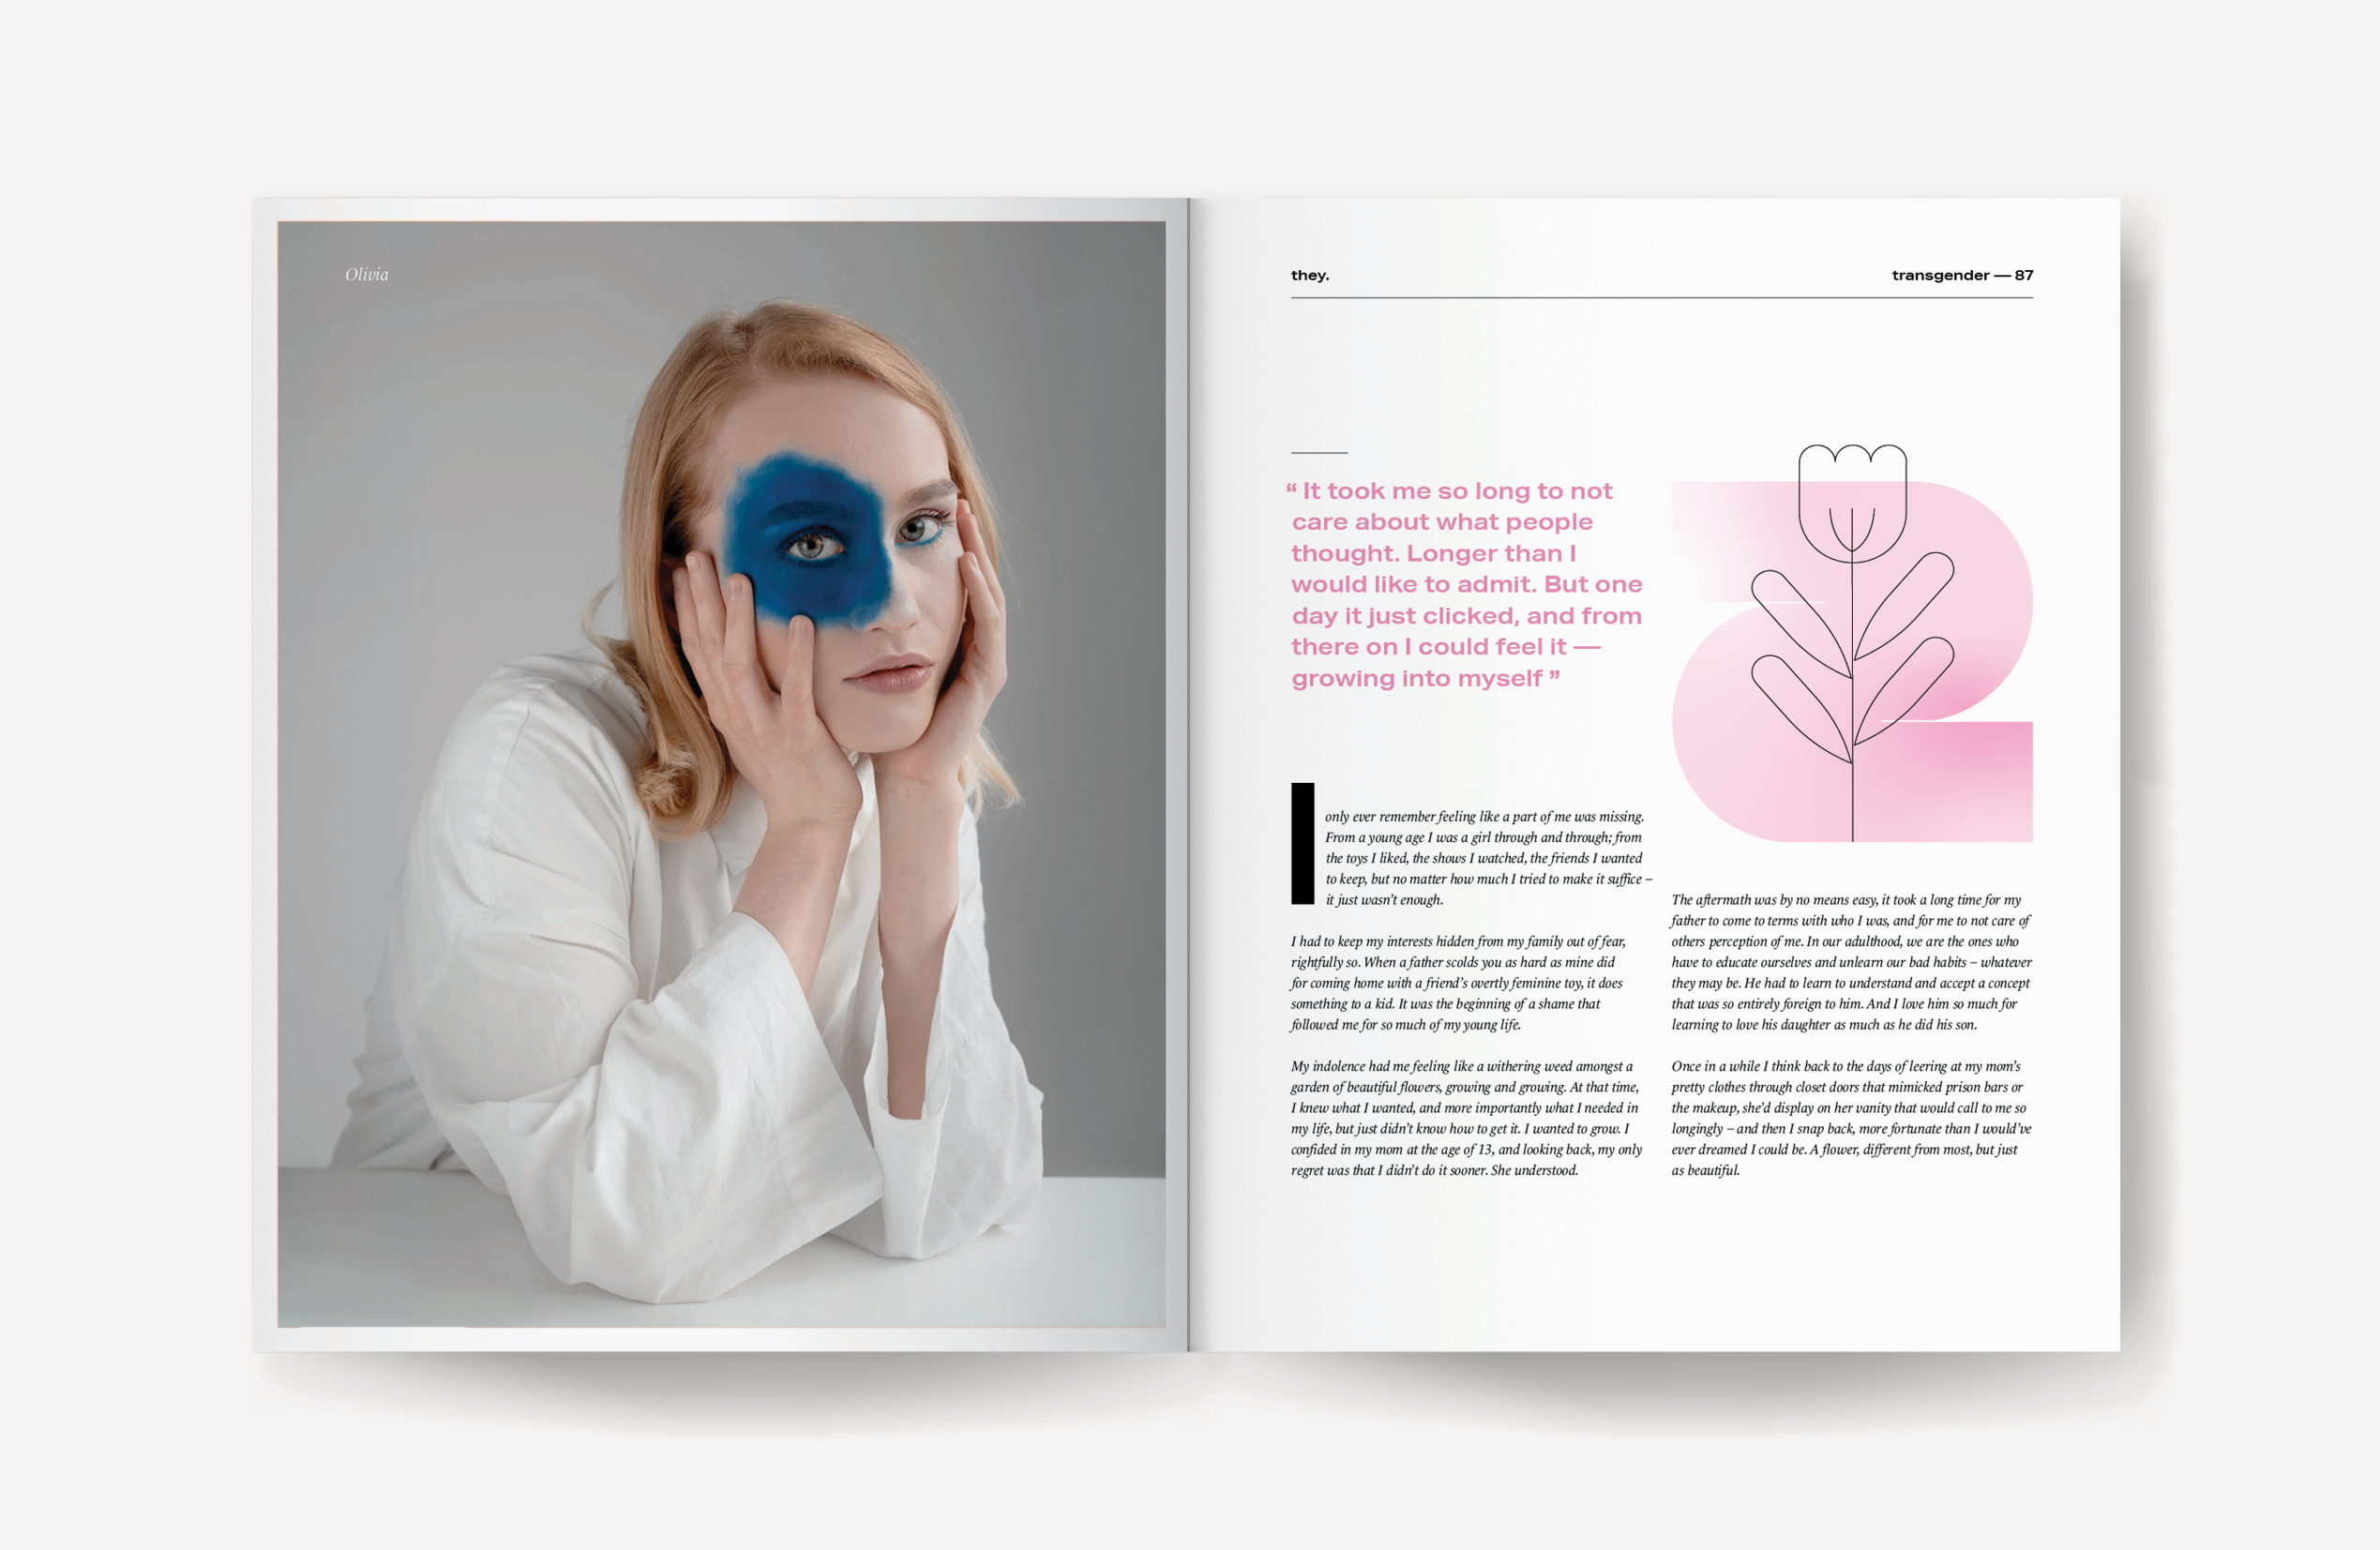 Olivia
they.
transgender — 87
“ It took me so long to not
care about what people
thought. Longer than I
would like to admit. But one
day it just clicked, and from
there on I could feel it —
growing into myself ”
I only ever remember feeling like a part of me was missing.
From a young age I was a girl through and through; from
the toys I liked, the shows I watched, the friends I wanted
to keep, but no matter how much I tried to make it suffice –
it just wasn’t enough.
I had to keep my interests hidden from my family out of fear,
rightfully so. When a father scolds you as hard as mine did
for coming home with a friend’s overtly feminine toy, it does
something to a kid. It was the beginning of a shame that
followed me for so much of my young life.
My indolence had me feeling like a withering weed amongst a
garden of beautiful flowers, growing and growing. At that time,
I knew what I wanted, and more importantly what I needed in
my life, but just didn’t know how to get it. I wanted to grow. I
confided in my mom at the age of 13, and looking back, my only
regret was that I didn’t do it sooner. She understood.
The aftermath was by no means easy, it took a long time for my
father to come to terms with who I was, and for me to not care of
others perception of me. In our adulthood, we are the ones who
have to educate ourselves and unlearn our bad habits – whatever
they may be. He had to learn to understand and accept a concept
that was so entirely foreign to him. And I love him so much for
learning to love his daughter as much as he did his son.
Once in a while I think back to the days of leering at my mom’s
pretty clothes through closet doors that mimicked prison bars or
the makeup, she’d display on her vanity that would call to me so
longingly – and then I snap back, more fortunate than I would’ve
ever dreamed I could be. A flower, different from most, but just
as beautiful.